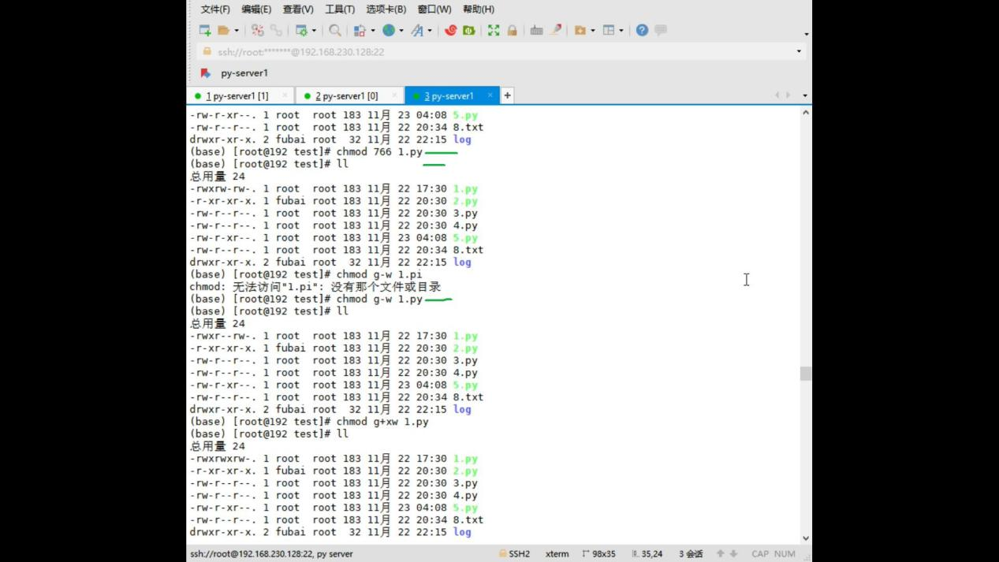 文件(F) 编辑(E) 查看(V) 工具(T) 选项卡(B) 窗口(W) 帮助(H)
ssh://root:*******@192.168.230.128:22
py-server1
1 py-server1 [1] 2 py-server1 [0] 3 py-server1
-rw-r-xr--. 1 root  root 183 11月 23 04:08 5.py
-rw-r--r--. 1 root  root 183 11月 22 20:34 8.txt
drwxr-xr-x. 2 fubai root  32 11月 22 22:15 log
(base) [root@192 test]# chmod 766 1.py
(base) [root@192 test]# ll
总用量 24
-rwxrw-rw-. 1 root  root 183 11月 22 17:30 1.py
-r-xr-xr-x. 1 fubai root 183 11月 22 20:30 2.py
-rw-r--r--. 1 root  root 183 11月 22 20:30 3.py
-rw-r--r--. 1 root  root 183 11月 22 20:30 4.py
-rw-r-xr--. 1 root  root 183 11月 23 04:08 5.py
-rw-r--r--. 1 root  root 183 11月 22 20:34 8.txt
drwxr-xr-x. 2 fubai root  32 11月 22 22:15 log
(base) [root@192 test]# chmod g-w 1.pi
chmod: 无法访问"1.pi": 没有那个文件或目录
(base) [root@192 test]# chmod g-w 1.py
(base) [root@192 test]# ll
总用量 24
-rwxr--rw-. 1 root  root 183 11月 22 17:30 1.py
-r-xr-xr-x. 1 fubai root 183 11月 22 20:30 2.py
-rw-r--r--. 1 root  root 183 11月 22 20:30 3.py
-rw-r--r--. 1 root  root 183 11月 22 20:30 4.py
-rw-r-xr--. 1 root  root 183 11月 23 04:08 5.py
-rw-r--r--. 1 root  root 183 11月 22 20:34 8.txt
drwxr-xr-x. 2 fubai root  32 11月 22 22:15 log
(base) [root@192 test]# chmod g+xw 1.py
(base) [root@192 test]# ll
总用量 24
-rwxrwxrw-. 1 root  root 183 11月 22 17:30 1.py
-r-xr-xr-x. 1 fubai root 183 11月 22 20:30 2.py
-rw-r--r--. 1 root  root 183 11月 22 20:30 3.py
-rw-r--r--. 1 root  root 183 11月 22 20:30 4.py
-rw-r-xr--. 1 root  root 183 11月 23 04:08 5.py
-rw-r--r--. 1 root  root 183 11月 22 20:34 8.txt
drwxr-xr-x. 2 fubai root  32 11月 22 22:15 log
ssh://root@192.168.230.128:22, py server SSH2 xterm 98x35 35,24 3 会话 CAP NUM